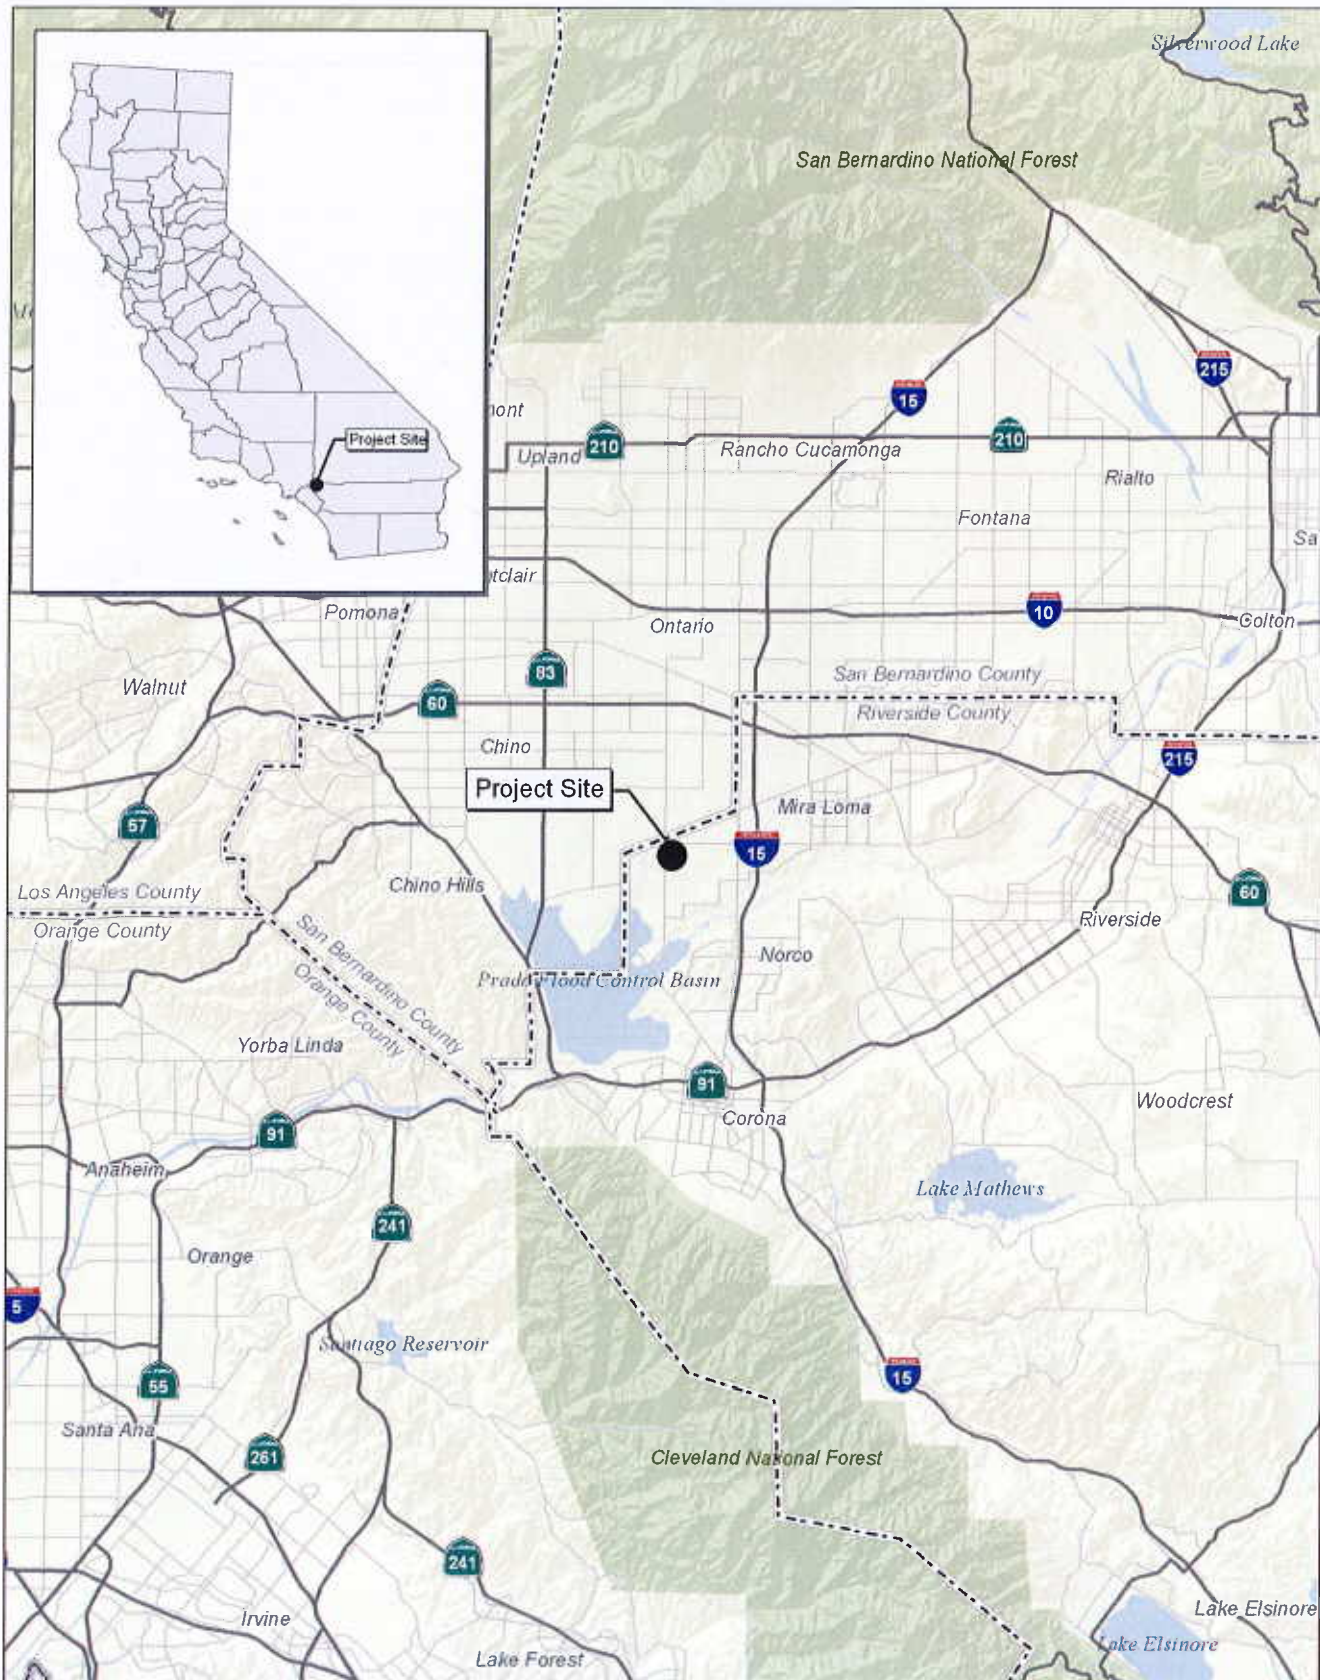 Silverwood Lake
San Bernardino National Forest
Project Site
215
15
210
210
Upland
Rancho Cucamonga
Rialto
Fontana
Pomona
Ontario
10
Colton
Walnut
83
60
San Bernardino County
Riverside County
Chino
215
Project Site
Mira Loma
57
15
60
Chino Hills
Los Angeles County
Orange County
Riverside
San Bernardino County
Orange County
Norco
Prado Flood Control Basin
Yorba Linda
91
Corona
Woodcrest
91
Anaheim
Lake Mathews
241
Orange
5
Santiago Reservoir
55
15
Santa Ana
261
Cleveland National Forest
241
Irvine
Lake Elsinore
Lake Elsinore
Lake Forest